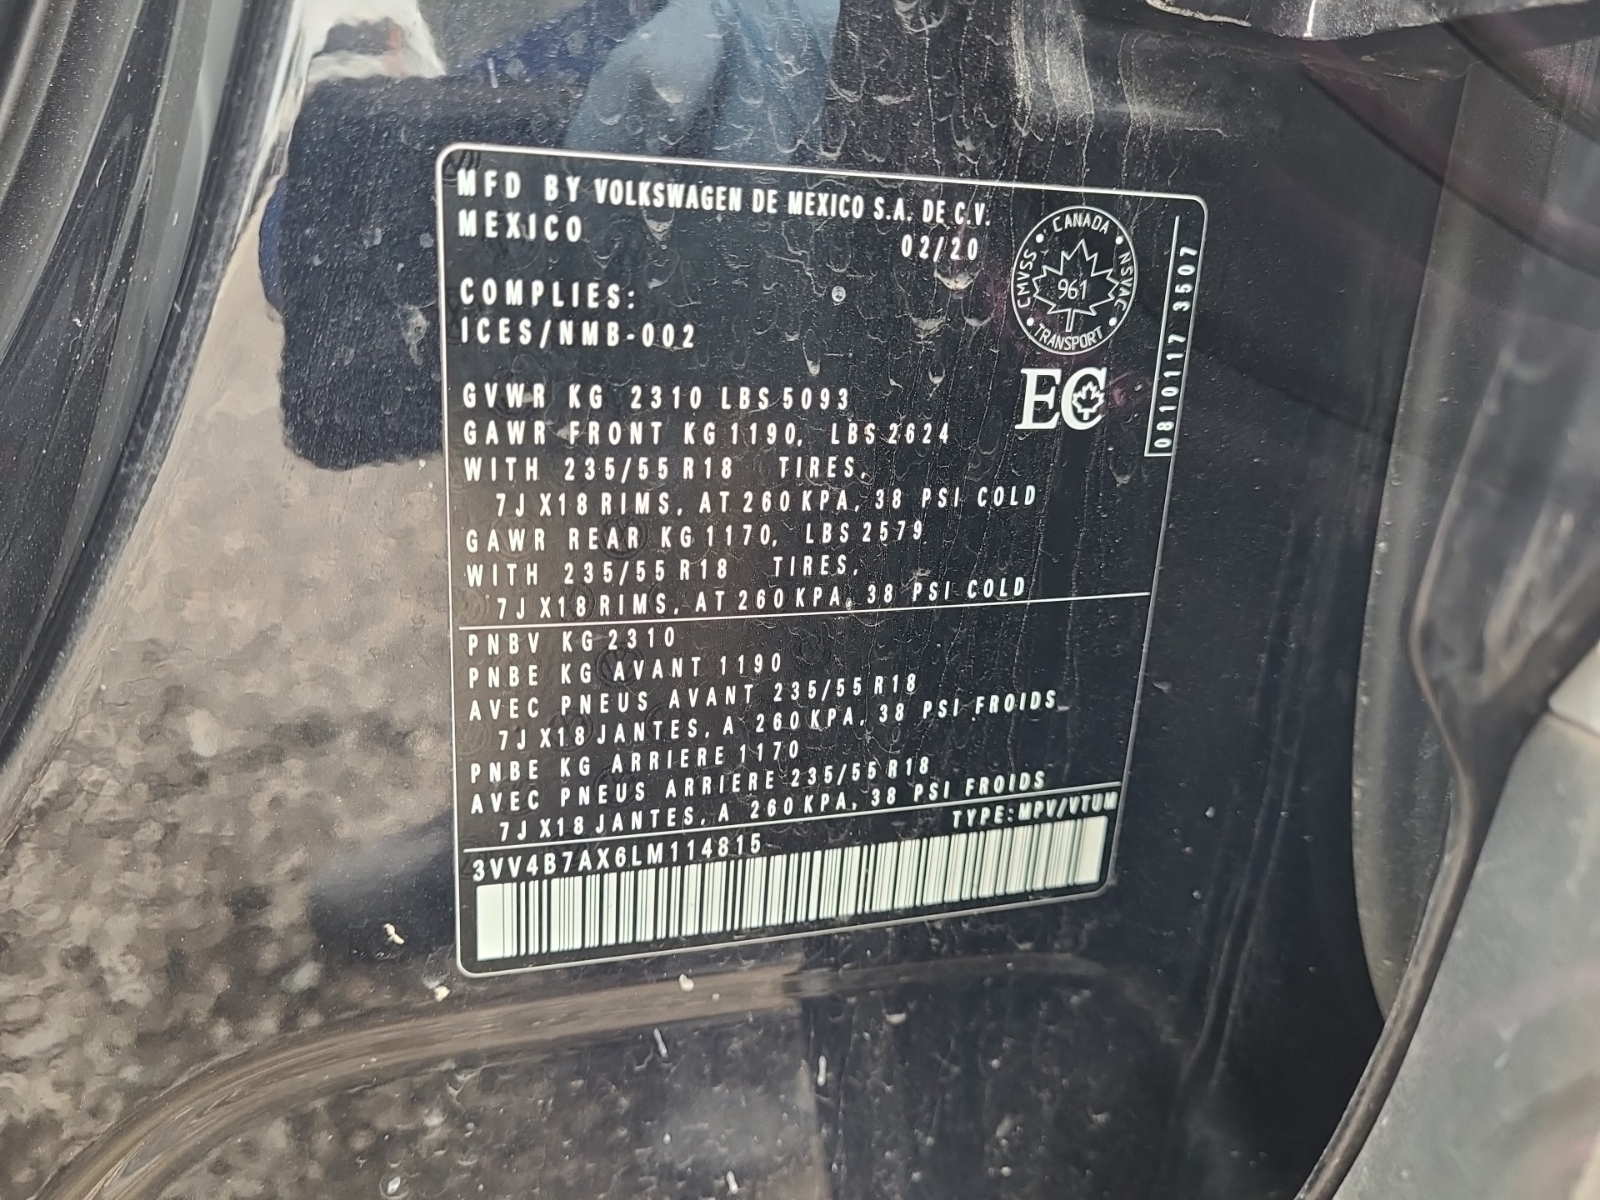 MFD BY VOLKSWAGEN DE MEXICO S.A. DE C.V.
MEXICO
02/20
CANADA
CMVSS
NSVAC
961
TRANSPORT
0810117 3507
COMPLIES:
ICES/NMB-002
EC
GVWR KG 2310 LBS 5093
GAWR FRONT KG 1190, LBS 2624
WITH 235/55 R18 TIRES,
7J X18 RIMS, AT 260 KPA, 38 PSI COLD
GAWR REAR KG 1170, LBS 2579
WITH 235/55 R18 TIRES,
7J X18 RIMS, AT 260 KPA, 38 PSI COLD
PNBV KG 2310
PNBE KG AVANT 1190
AVEC PNEUS AVANT 235/55 R18
7J X18 JANTES, A 260 KPA, 38 PSI FROIDS
PNBE KG ARRIERE 1170
AVEC PNEUS ARRIERE 235/55 R18
7J X18 JANTES, A 260 KPA, 38 PSI FROIDS
TYPE: MPV/VTUM
3VV4B7AX6LM114815